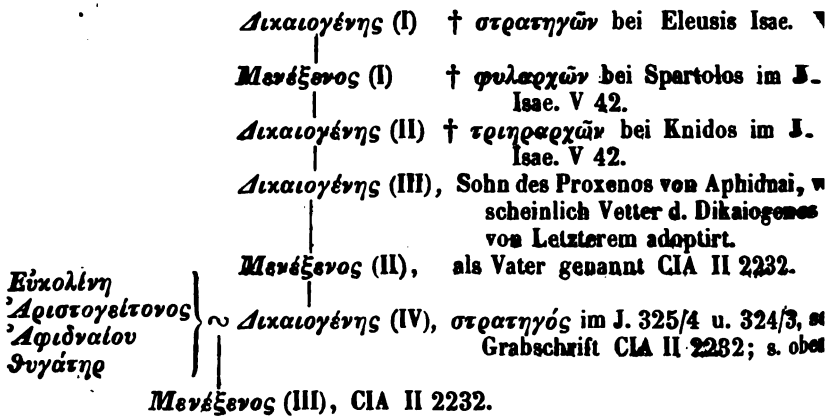 Δικαιογένης (I) † στρατηγῶν bei Eleusis Isae.
Μενέξενος (I) † φυλαρχῶν bei Spartolos im J.
Isae. V 42.
Δικαιογένης (II) † τριηραρχῶν bei Knidos im J.
Isae. V 42.
Δικαιογένης (III), Sohn des Proxenos von Aphidnai,
scheinlich Vetter d. Dikaiogenes
von Letzterem adoptirt.
Μενέξενος (II), als Vater genannt CIA II 2232.
Εὐκολίνη
Ἀριστογείτονος
Ἀφιδναίου
θυγάτηρ
~ Δικαιογένης (IV), στρατηγός im J. 325/4 u. 324/3,
Grabschrift CIA II 2232; s. oben
Μενέξενος (III), CIA II 2232.